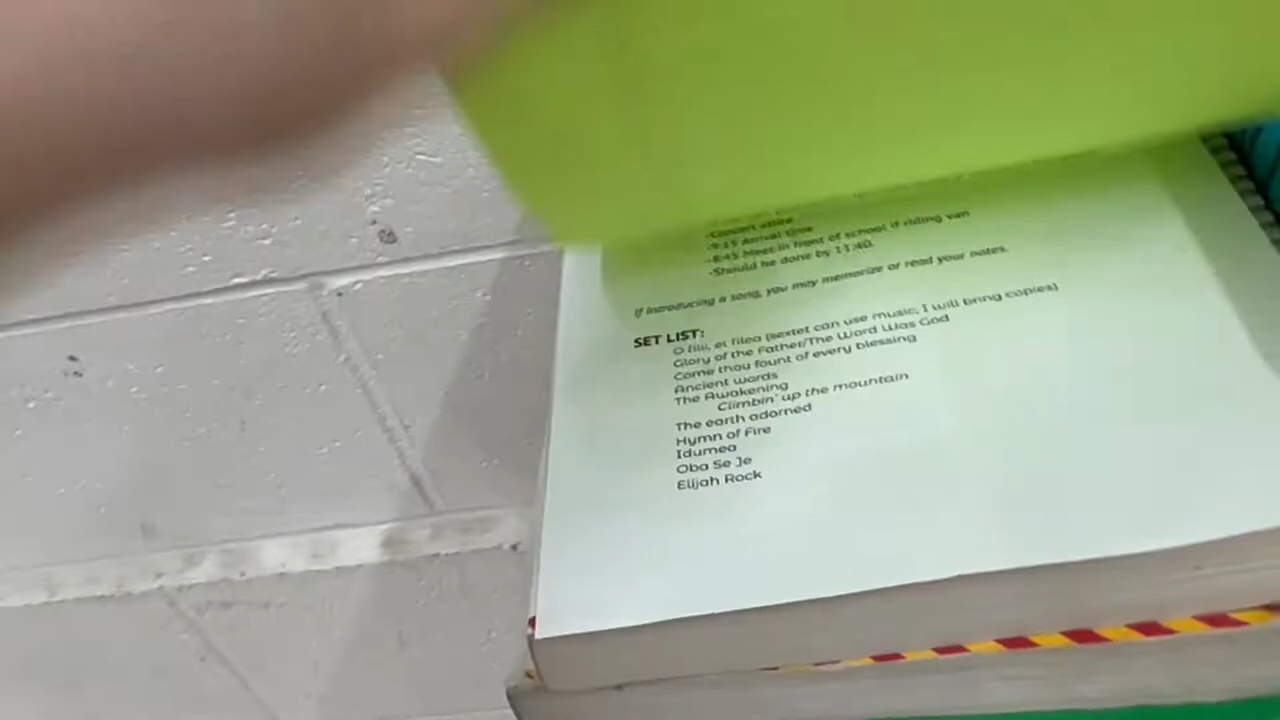 -Concert attire
-9:15 Arrival time
-8:45 Meet in front of school if riding van
-Should be done by 11:40.
If introducing a song, you may memorize or read your notes.
SET LIST:
O filii, et filea (sextet can use music; I will bring copies)
Glory of the Father/The Word Was God
Come thou fount of every blessing
Ancient words
The Awakening
Climbin' up the mountain
The earth adorned
Hymn of Fire
Idumea
Oba Se Je
Elijah Rock